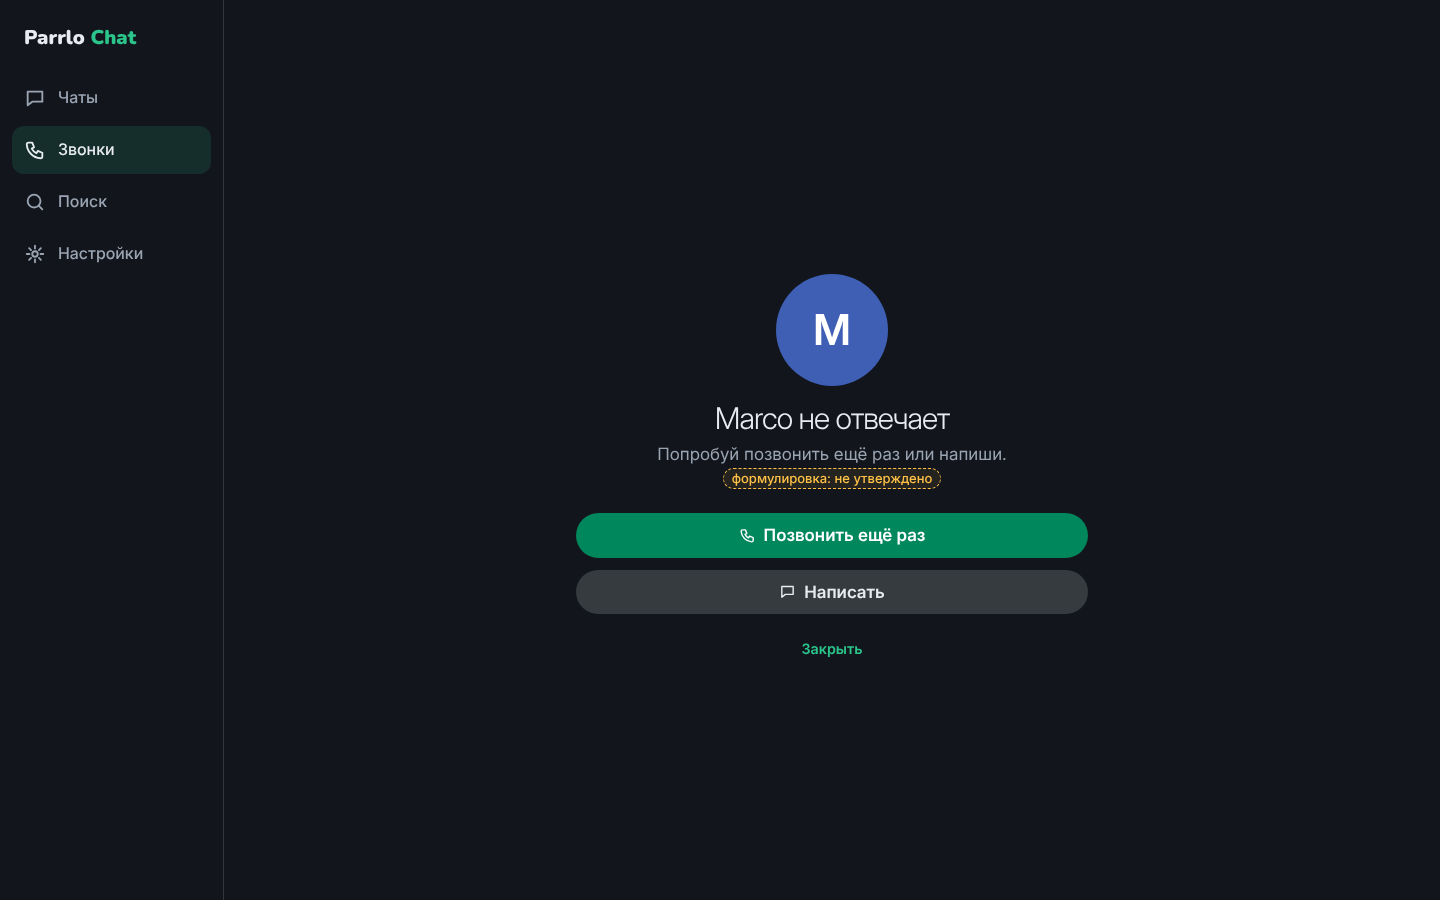 Parrlo Chat
Чаты
Звонки
Поиск
Настройки
M
Marco не отвечает
Попробуй позвонить ещё раз или напиши.
формулировка: не утверждено
Позвонить ещё раз
Написать
Закрыть